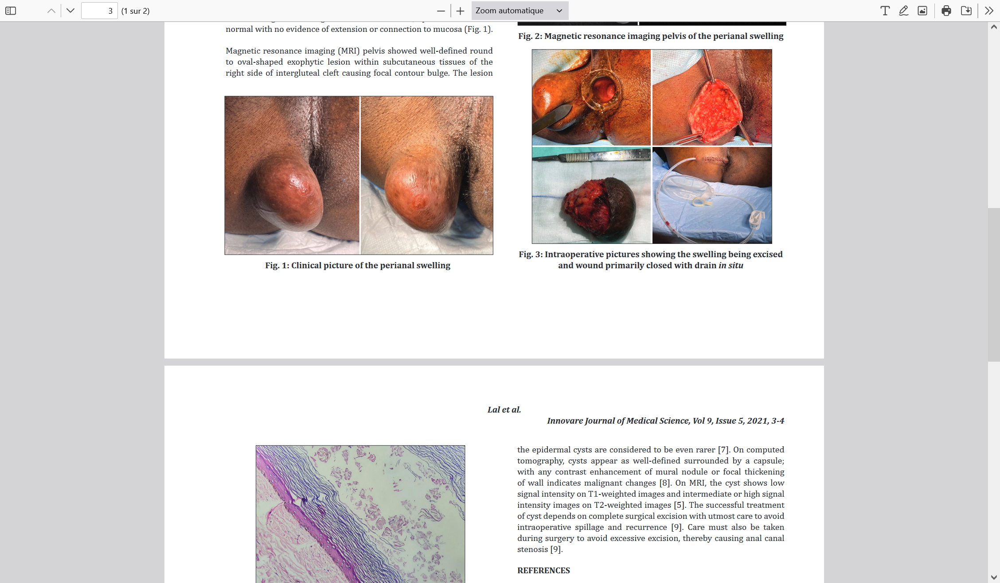 3
(1 sur 2)
Zoom automatique
normal with no evidence of extension or connection to mucosa (Fig. 1).
Magnetic resonance imaging (MRI) pelvis showed well-defined round
to oval-shaped exophytic lesion within subcutaneous tissues of the
right side of intergluteal cleft causing focal contour bulge. The lesion
Fig. 1: Clinical picture of the perianal swelling
Fig. 2: Magnetic resonance imaging pelvis of the perianal swelling
Fig. 3: Intraoperative pictures showing the swelling being excised
and wound primarily closed with drain in situ
Lal et al.
Innovare Journal of Medical Science, Vol 9, Issue 5, 2021, 3-4
the epidermal cysts are considered to be even rarer [7]. On computed
tomography, cysts appear as well-defined surrounded by a capsule;
with any contrast enhancement of mural nodule or focal thickening
of wall indicates malignant changes [8]. On MRI, the cyst shows low
signal intensity on T1-weighted images and intermediate or high signal
intensity images on T2-weighted images [5]. The successful treatment
of cyst depends on complete surgical excision with utmost care to avoid
intraoperative spillage and recurrence [9]. Care must also be taken
during surgery to avoid excessive excision, thereby causing anal canal
stenosis [9].
REFERENCES